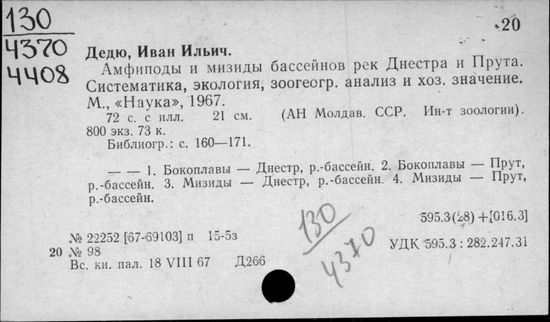 130
4370
4408
20
Дедю, Иван Ильич.
Амфиподы и мизиды бассейнов рек Днестра и Прута.
Систематика, экология, зоогеогр. анализ и хоз. значение.
М., «Наука», 1967.
72 с. с илл. 21 см. (АН Молдав. ССР. Ин-т зоологии).
800 экз. 73 к.
Библиогр.: с. 160—171.
— — 1. Бокоплавы — Днестр, р.-бассейн. 2. Бокоплавы — Прут,
р.-бассейн. 3. Мизиды — Днестр, р.-бассейн. 4. Мизиды — Прут,
р.-бассейн.
595.3(28) + [016.3]
130
4370
№ 22252 [67-69103] п 15-5з
УДК 595.3 : 282.247.31
20 № 98
Вс. кн. пал. 18 VIII 67 Д266